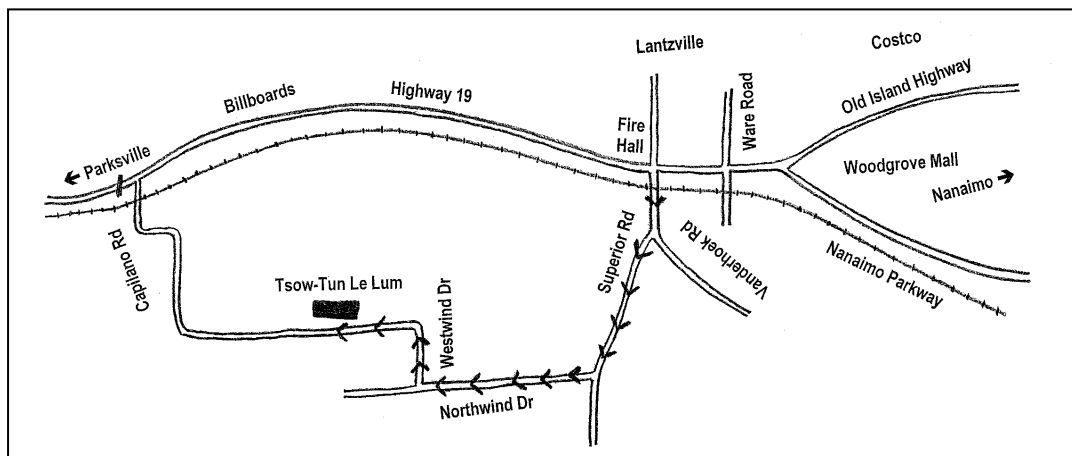 Lantzville
Costco
Old Island Highway
Highway 19
Billboards
Ware Road
Fire
Hall
Parksville
Woodgrove Mall
Nanaimo
Capilano Rd
Superior Rd
Vanderhoek Rd
Nanaimo Parkway
Tsow-Tun Le Lum
Westwind Dr
Northwind Dr